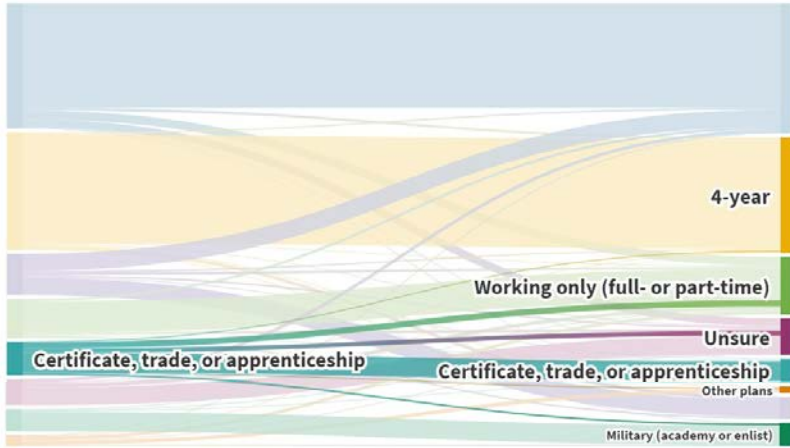 4-year
Working only (full- or part-time)
Unsure
Certificate, trade, or apprenticeship
Certificate, trade, or apprenticeship
Other plans
Military (academy or enlist)